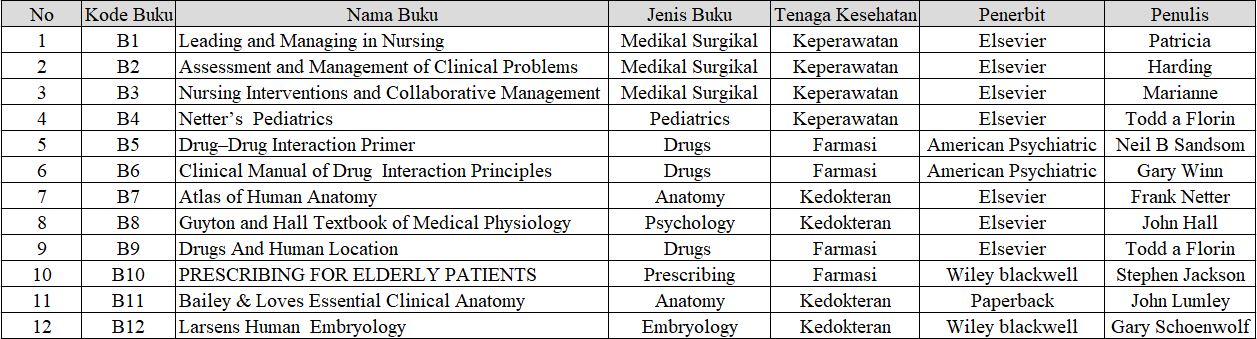 No Kode Buku Nama Buku Jenis Buku Tenaga Kesehatan Penerbit Penulis
1 B1 Leading and Managing in Nursing Medikal Surgikal Keperawatan Elsevier Patricia
2 B2 Assessment and Management of Clinical Problems Medikal Surgikal Keperawatan Elsevier Harding
3 B3 Nursing Interventions and Collaborative Management Medikal Surgikal Keperawatan Elsevier Marianne
4 B4 Netter’s Pediatrics Pediatrics Keperawatan Elsevier Todd a Florin
5 B5 Drug–Drug Interaction Primer Drugs Farmasi American Psychiatric Neil B Sandsom
6 B6 Clinical Manual of Drug Interaction Principles Drugs Farmasi American Psychiatric Gary Winn
7 B7 Atlas of Human Anatomy Anatomy Kedokteran Elsevier Frank Netter
8 B8 Guyton and Hall Textbook of Medical Physiology Psychology Kedokteran Elsevier John Hall
9 B9 Drugs And Human Location Drugs Farmasi Elsevier Todd a Florin
10 B10 PRESCRIBING FOR ELDERLY PATIENTS Prescribing Farmasi Wiley blackwell Stephen Jackson
11 B11 Bailey & Loves Essential Clinical Anatomy Anatomy Kedokteran Paperback John Lumley
12 B12 Larsens Human Embryology Embryology Kedokteran Wiley blackwell Gary Schoenwolf